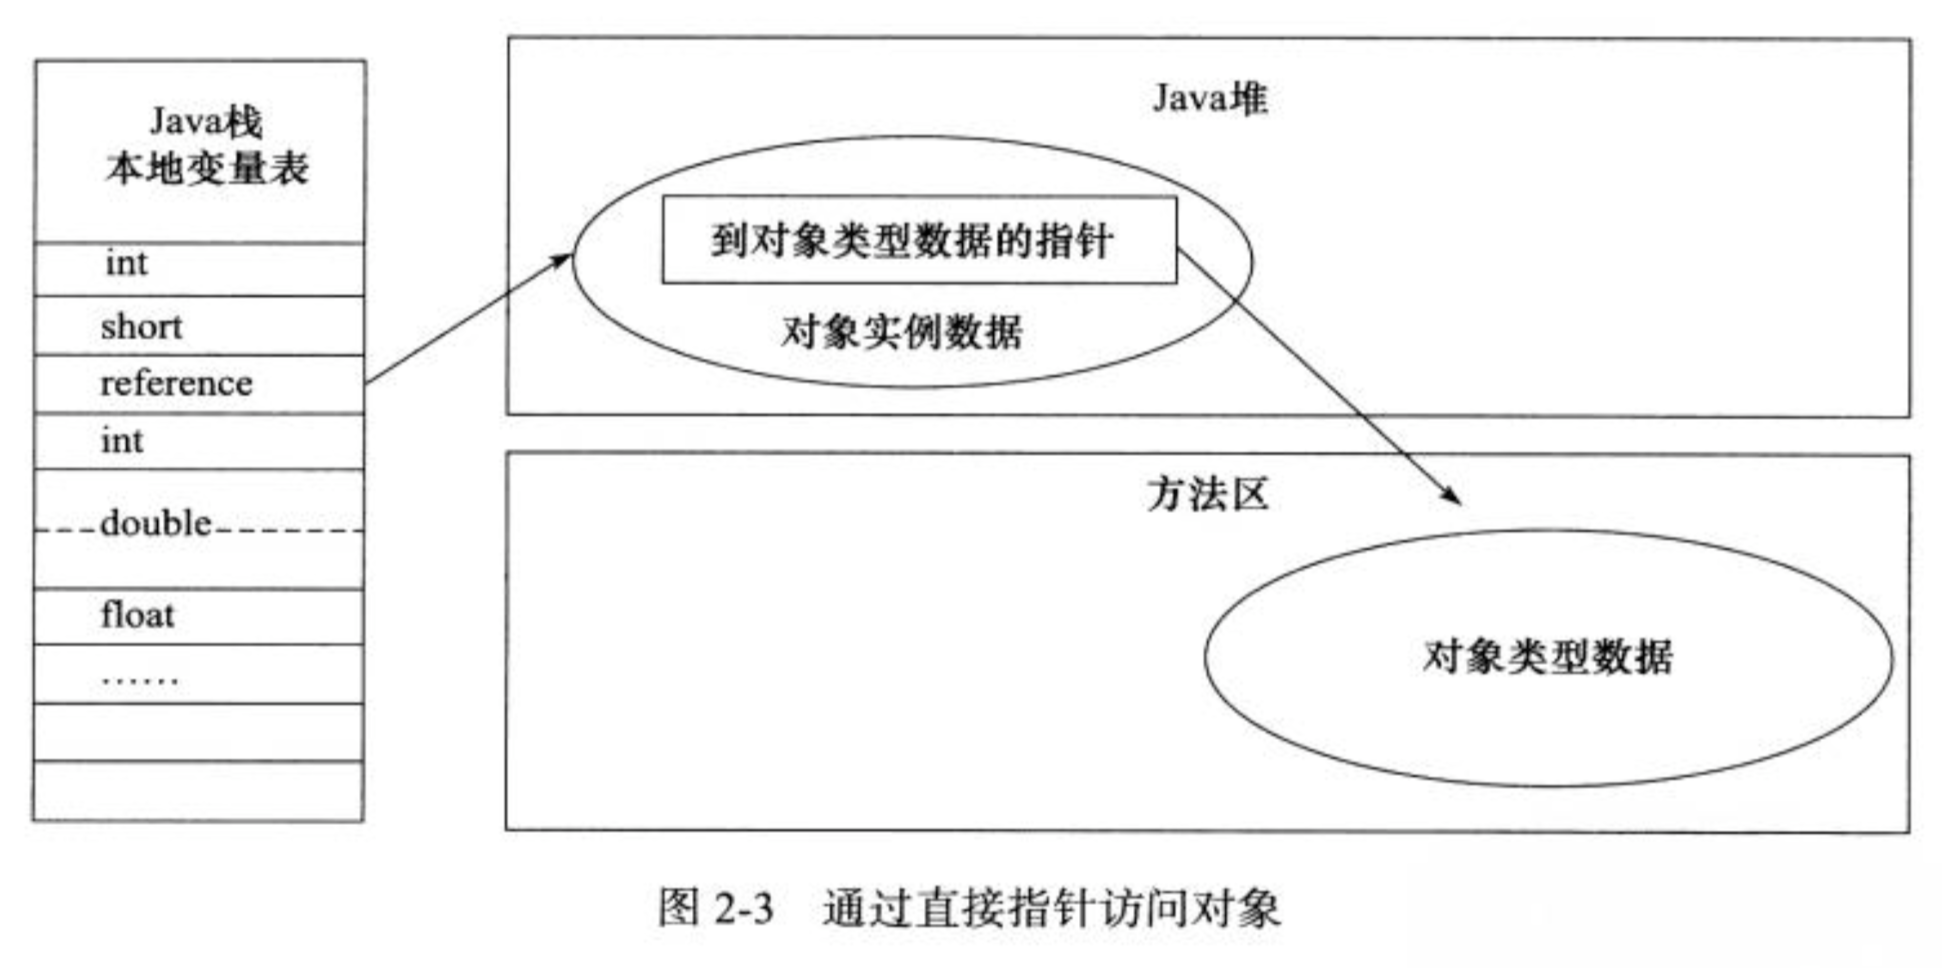 Java栈
本地变量表
int
short
reference
int
double
float
……
Java堆
到对象类型数据的指针
对象实例数据
方法区
对象类型数据
图 2-3 通过直接指针访问对象